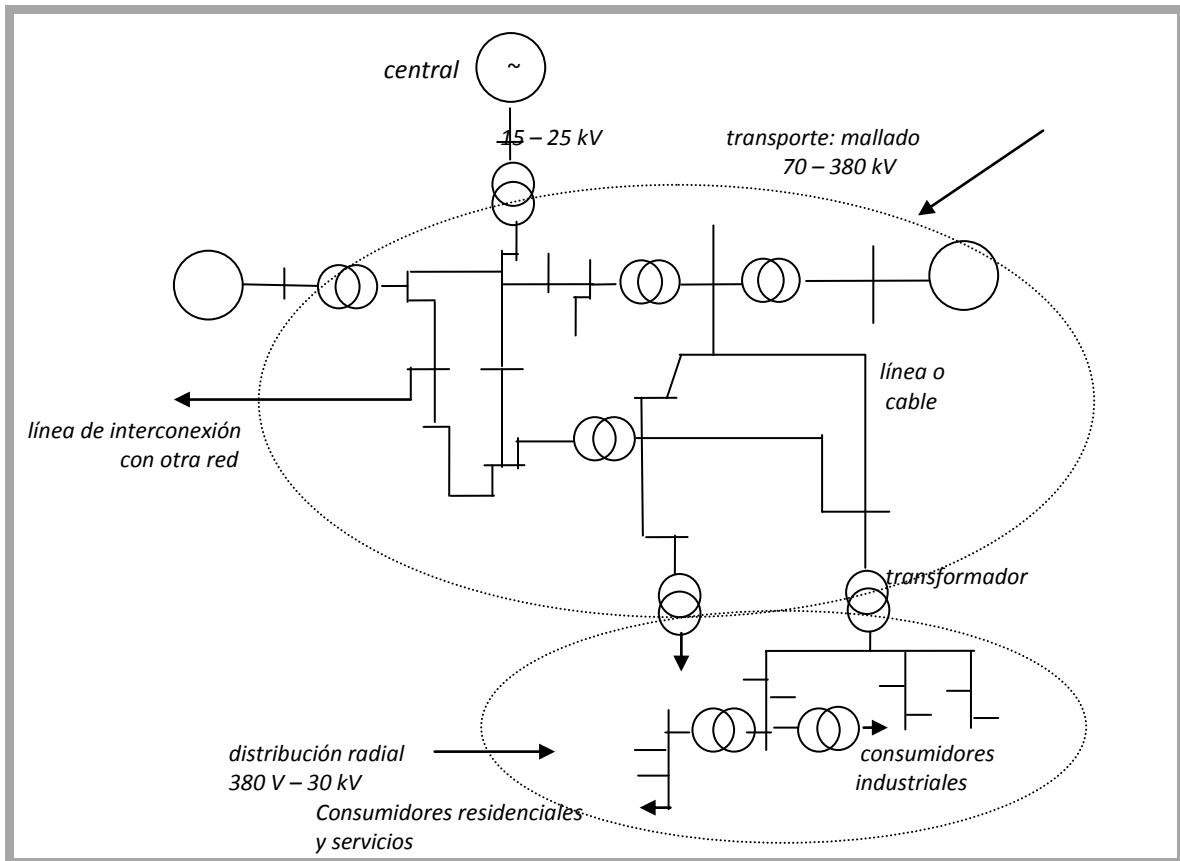 central
~
15 – 25 kV
transporte: mallado
70 – 380 kV
línea o
cable
línea de interconexión
con otra red
transformador
distribución radial
380 V – 30 kV
consumidores
industriales
Consumidores residenciales
y servicios